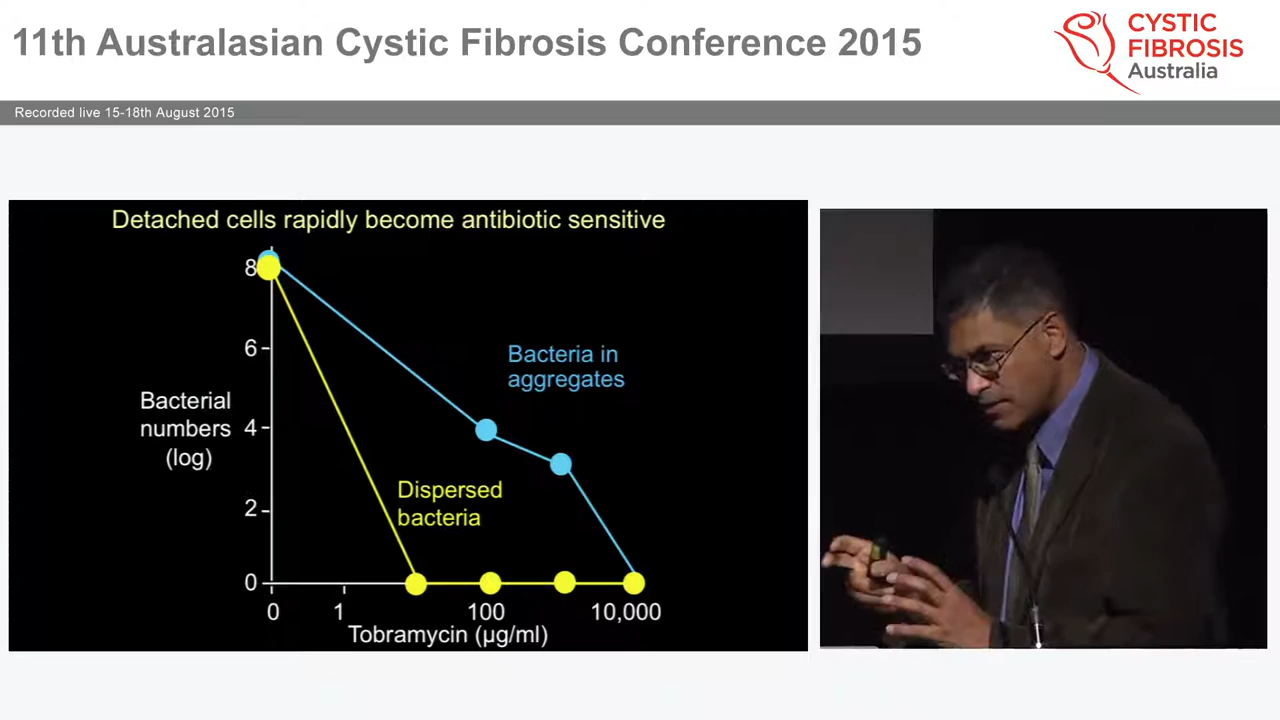 11th Australasian Cystic Fibrosis Conference 2015
CYSTIC
FIBROSIS
Australia
Recorded live 15-18th August 2015
Detached cells rapidly become antibiotic sensitive
8
6
Bacteria in
aggregates
Bacterial
numbers
(log)
4
Dispersed
bacteria
2
0
0
1
100
10,000
Tobramycin (µg/ml)